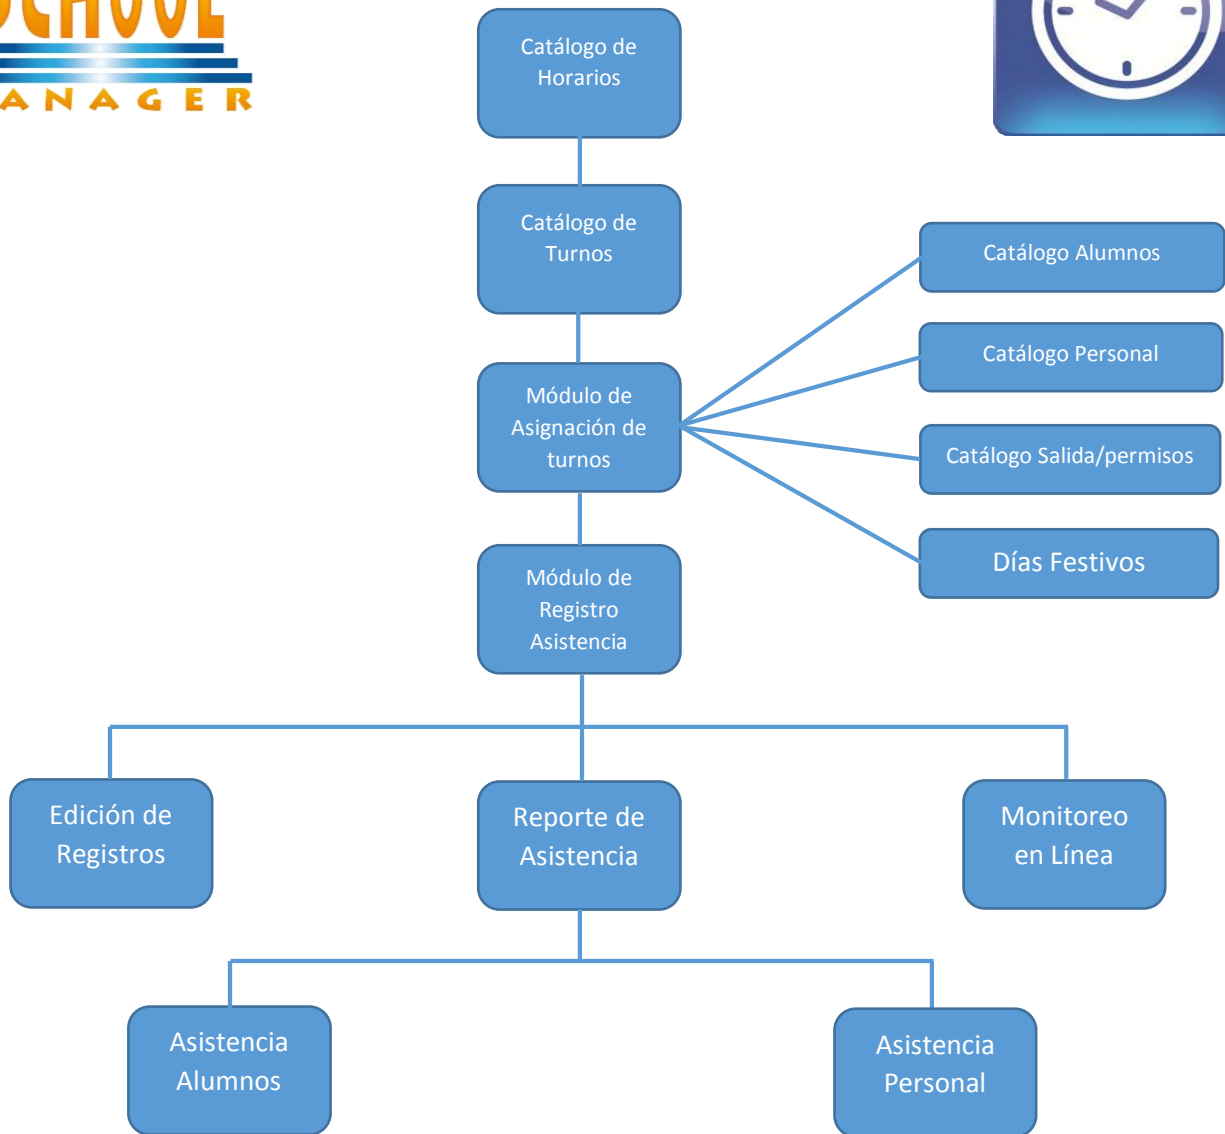 SCHOOL
ANAGER
Catálogo de
Horarios
Catálogo de
Turnos
Catálogo Alumnos
Catálogo Personal
Módulo de
Asignación de
turnos
Catálogo Salida/permisos
Días Festivos
Módulo de
Registro
Asistencia
Edición de
Registros
Reporte de
Asistencia
Monitoreo
en Línea
Asistencia
Alumnos
Asistencia
Personal